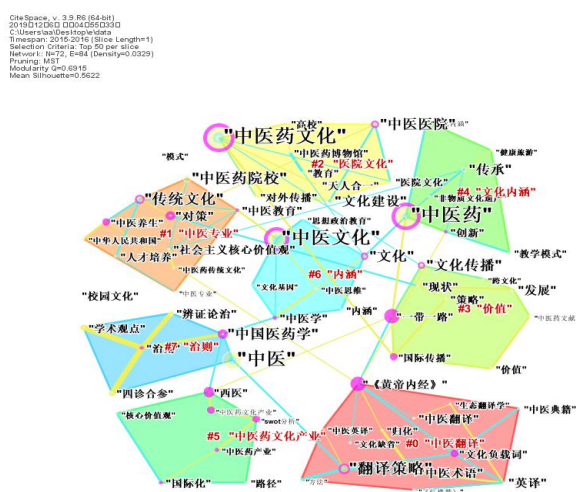 CiteSpace, v. 3.9.R6 (64-bit)
Timespan: 2015-2016 (Slice Length=1)
Selection Criteria: Top 50 per slice
Network: N=72, E=84 (Density=0.0329)
Pruning: MST
Modularity Q=0.6915
Mean Silhouette=0.5622
"高校"
"中医医院"
"中医药文化"
"中医药博物馆"
#2 "医院文化"
"健康旅游"
"模式"
"教育"
"传承"
"中医药院校"
"天人合一"
"医院文化"
#4 "文化内涵"
"传统文化"
"对外传播"
"文化建设"
"中医药"
"中医养生"
"对策"
"中医教育"
"思想政治教育"
"创新"
#1 "中医专业"
"中医文化"
"中华人民共和国"
"社会主义核心价值观"
"文化"
"教学模式"
"人才培养"
#6 "内涵"
"文化传播"
"中医药传统文化"
"文化基因"
"中医思维"
"现状"
"跨文化"
"发展"
"校园文化"
"中医专业"
"策略"
#3 "价值"
"内涵"
"中医药文献"
"学术观点"
"辨证论治"
"中医学"
"一带一路"
"中国医药学"
#7 "治则"
"中医"
"国际传播"
"价值"
"四诊合参"
"西医"
"《黄帝内经》"
"核心价值观"
"中医药文化产业"
"生态翻译学"
"中医典籍"
"swot分析"
"中医翻译"
#5 "中医药文化产业"
"中医英译"
"归化"
"文化缺省"
#0 "中医翻译"
"中医药产业"
"文化负载词"
"翻译策略"
"中医术语"
"国际化"
"路径"
"方法"
"英译"